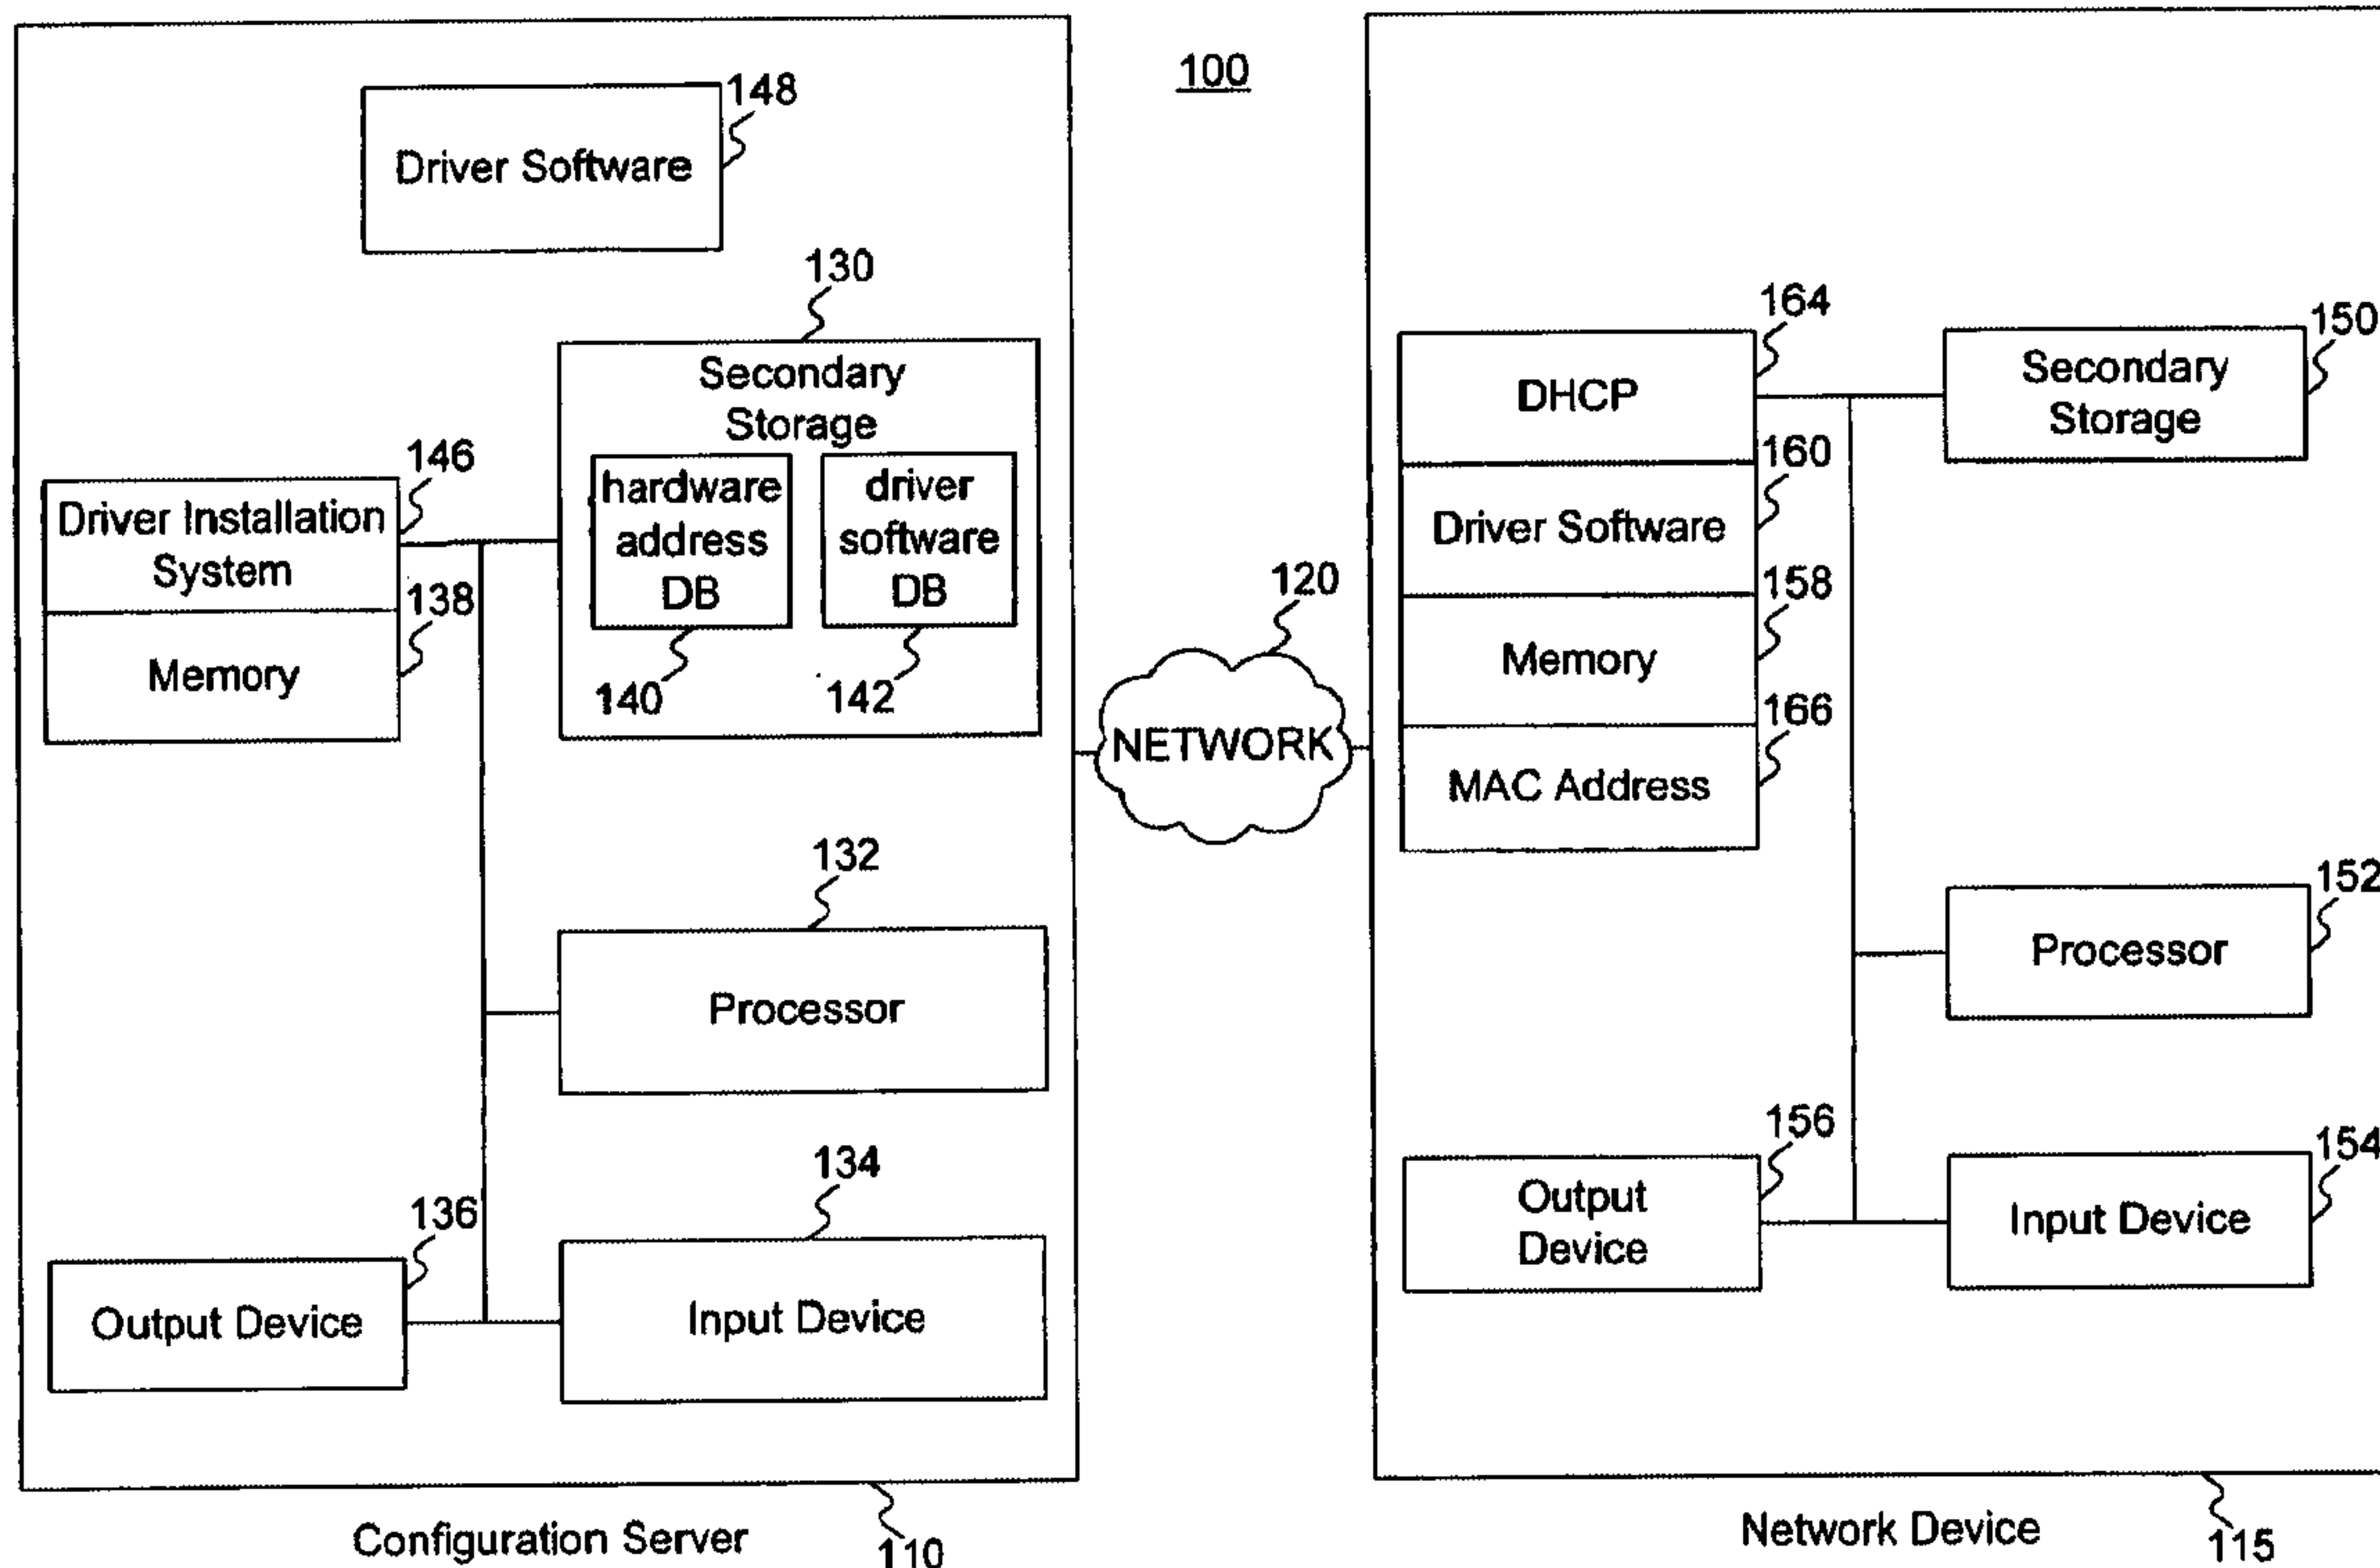 100
148
Driver Software
130
Secondary
Storage
hardware
address
DB
driver
software
DB
140
142
146
Driver Installation
System
138
Memory
132
Processor
134
Input Device
136
Output Device
Configuration Server
110
120
NETWORK
164
DHCP
160
Driver Software
158
Memory
166
MAC Address
150
Secondary
Storage
152
Processor
156
Output
Device
154
Input Device
Network Device
115